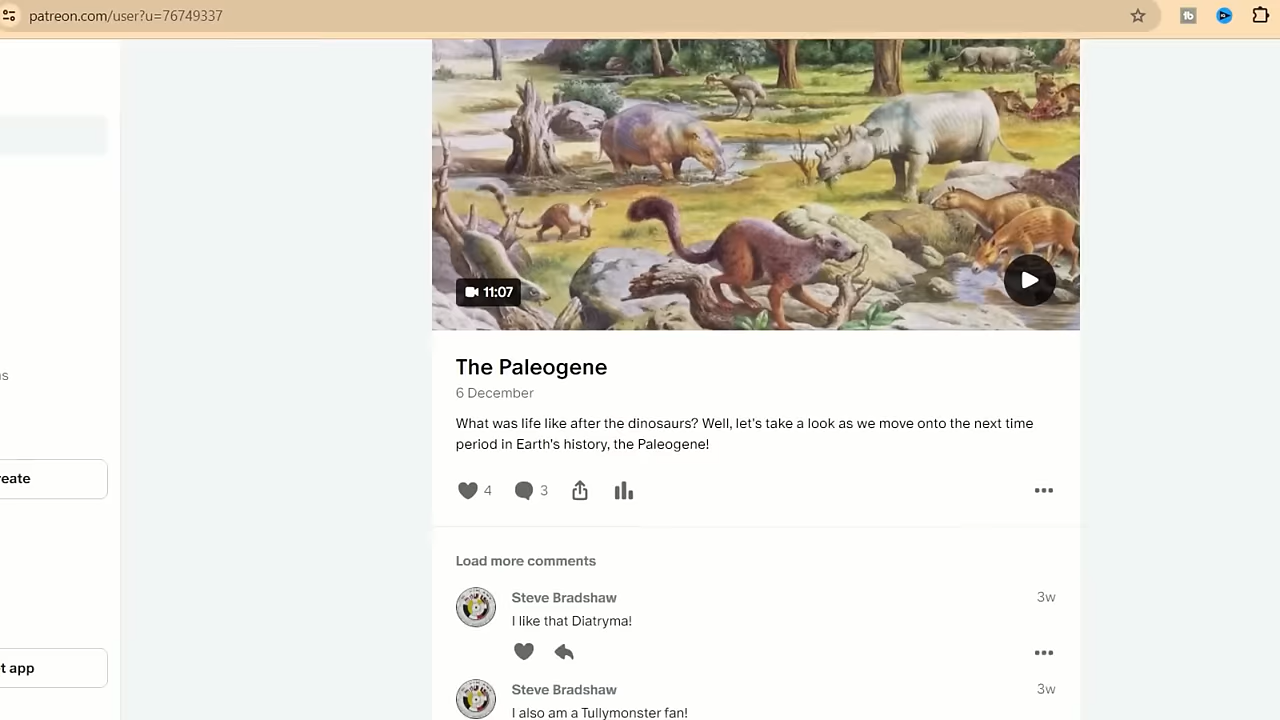 patreon.com/user?u=76749337
11:07
The Paleogene
6 December
What was life like after the dinosaurs? Well, let's take a look as we move onto the next time
period in Earth's history, the Paleogene!
4
3
Load more comments
Steve Bradshaw
3w
I like that Diatryma!
Steve Bradshaw
3w
I also am a Tullymonster fan!
s
reate
t app
tb